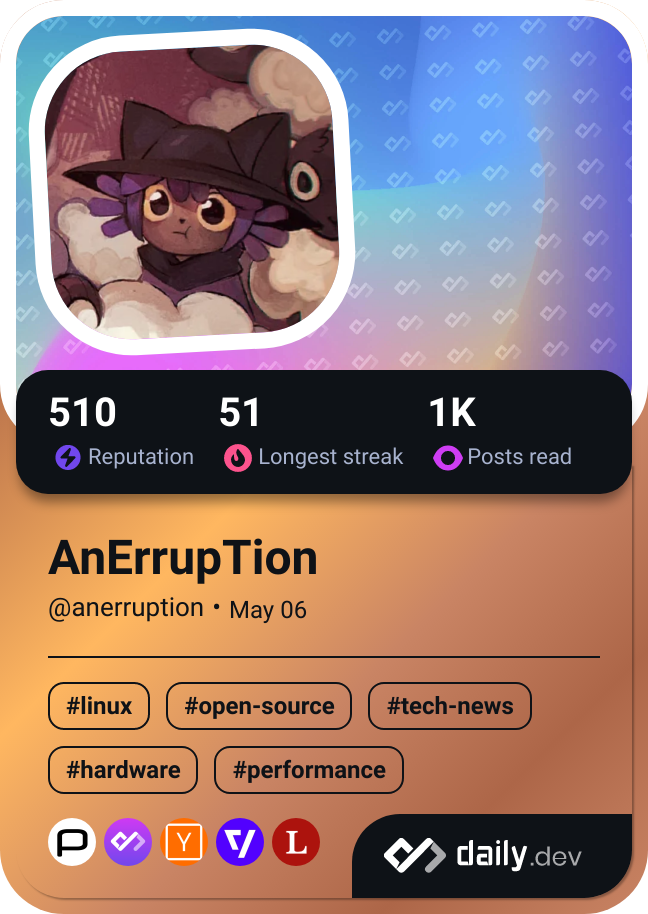 510 51 1K
Reputation Longest streak Posts read
AnErrupTion
@anerruption • May 06
#linux #open-source #tech-news
#hardware #performance
P Y L daily.dev